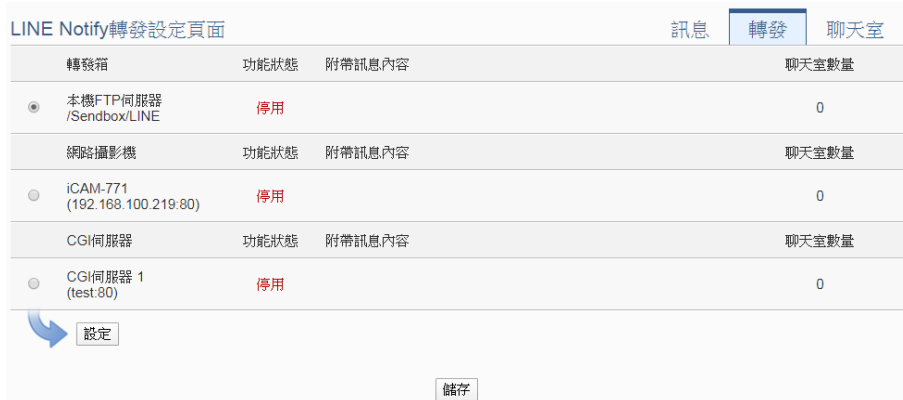 LINE Notify轉發設定頁面 訊息 轉發 聊天室
轉發箱 功能狀態 附帶訊息內容 聊天室數量
本機FTP伺服器
/Sendbox/LINE 停用 0
網路攝影機 功能狀態 附帶訊息內容 聊天室數量
iCAM-771
(192.168.100.219:80) 停用 0
CGI伺服器 功能狀態 附帶訊息內容 聊天室數量
CGI伺服器 1
(test:80) 停用 0
設定
儲存